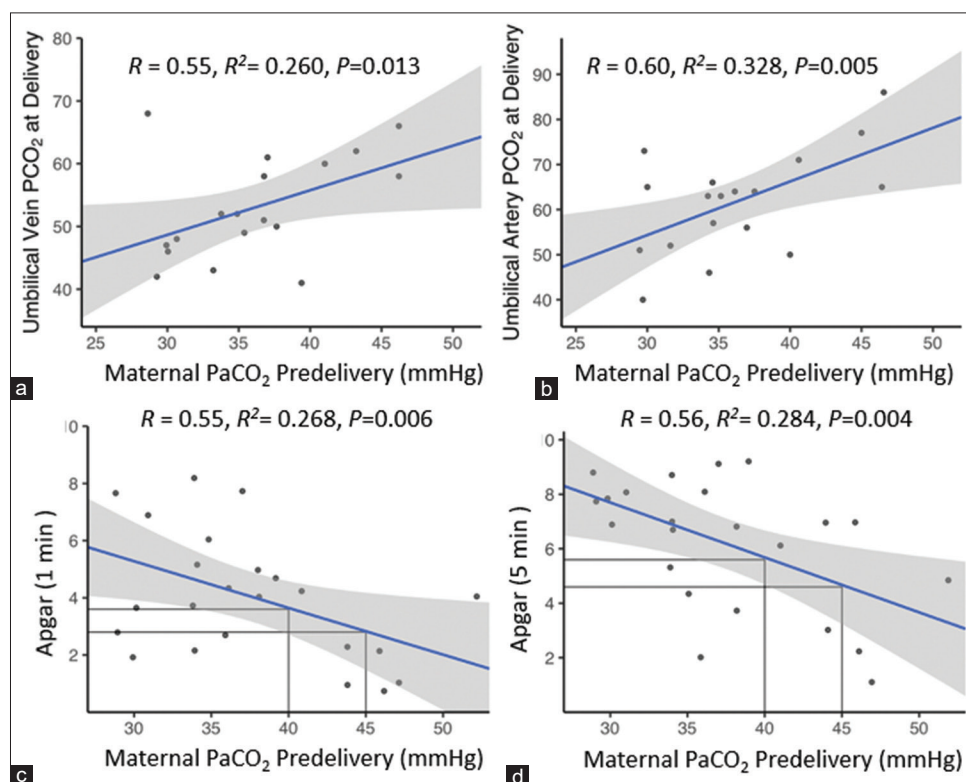 R = 0.55, R²= 0.260, P=0.013
Umbilical Vein PCO₂ at Delivery
80
70
60
50
40
25 30 35 40 45 50
Maternal PaCO₂ Predelivery (mmHg)
a
R = 0.60, R²= 0.328, P=0.005
Umbilical Artery PCO₂ at Delivery
90
80
70
60
50
40
25 30 35 40 45 50
Maternal PaCO₂ Predelivery (mmHg)
b
R = 0.55, R²= 0.268, P=0.006
Apgar (1 min )
8
6
4
2
30 35 40 45 50
Maternal PaCO₂ Predelivery (mmHg)
c
R = 0.56, R²= 0.284, P=0.004
Apgar (5 min )
8
6
4
2
30 35 40 45 50
Maternal PaCO₂ Predelivery (mmHg)
d